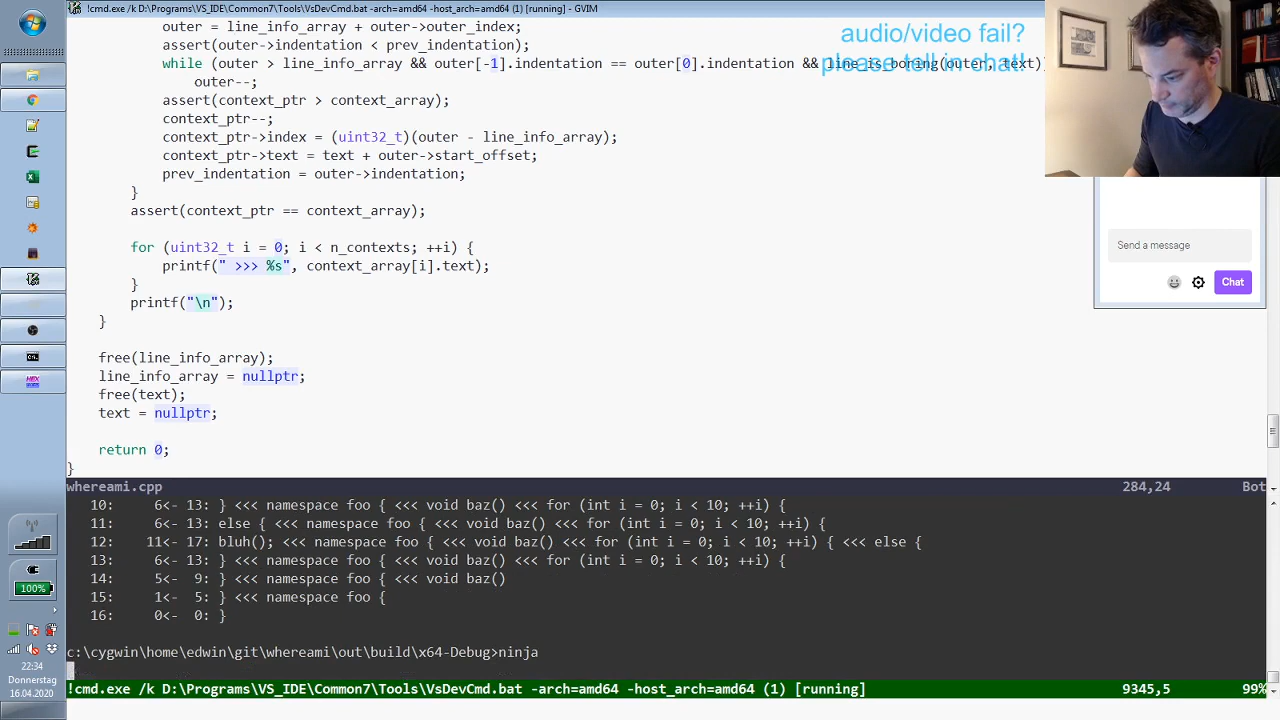 !cmd.exe /k D:\Programs\VS_IDE\Common7\Tools\VsDevCmd.bat -arch=amd64 -host_arch=amd64 (1) [running] - GVIM
outer = line_info_array + outer->outer_index;
assert(outer->indentation < prev_indentation);
while (outer > line_info_array && outer[-1].indentation == outer[0].indentation && line_is_boring(outer, text))
outer--;
assert(context_ptr > context_array);
context_ptr--;
context_ptr->index = (uint32_t)(outer - line_info_array);
context_ptr->text = text + outer->start_offset;
prev_indentation = outer->indentation;
}
assert(context_ptr == context_array);
for (uint32_t i = 0; i < n_contexts; ++i) {
printf(" >>> %s", context_array[i].text);
}
printf("\n");
}
free(line_info_array);
line_info_array = nullptr;
free(text);
text = nullptr;
return 0;
}
whereami.cpp 284,24 Bot
10: 6<- 13: } <<< namespace foo { <<< void baz() <<< for (int i = 0; i < 10; ++i) {
11: 6<- 13: else { <<< namespace foo { <<< void baz() <<< for (int i = 0; i < 10; ++i) {
12: 11<- 17: bluh(); <<< namespace foo { <<< void baz() <<< for (int i = 0; i < 10; ++i) { <<< else {
13: 6<- 13: } <<< namespace foo { <<< void baz() <<< for (int i = 0; i < 10; ++i) {
14: 5<- 9: } <<< namespace foo { <<< void baz()
15: 1<- 5: } <<< namespace foo {
16: 0<- 0: }
c:\cygwin\home\edwin\git\whereami\out\build\x64-Debug>ninja
!cmd.exe /k D:\Programs\VS_IDE\Common7\Tools\VsDevCmd.bat -arch=amd64 -host_arch=amd64 (1) [running] 9345,5 99%
audio/video fail?
please tell in chat!
Send a message
Chat
HEX
100%
22:34
Donnerstag
16.04.2020